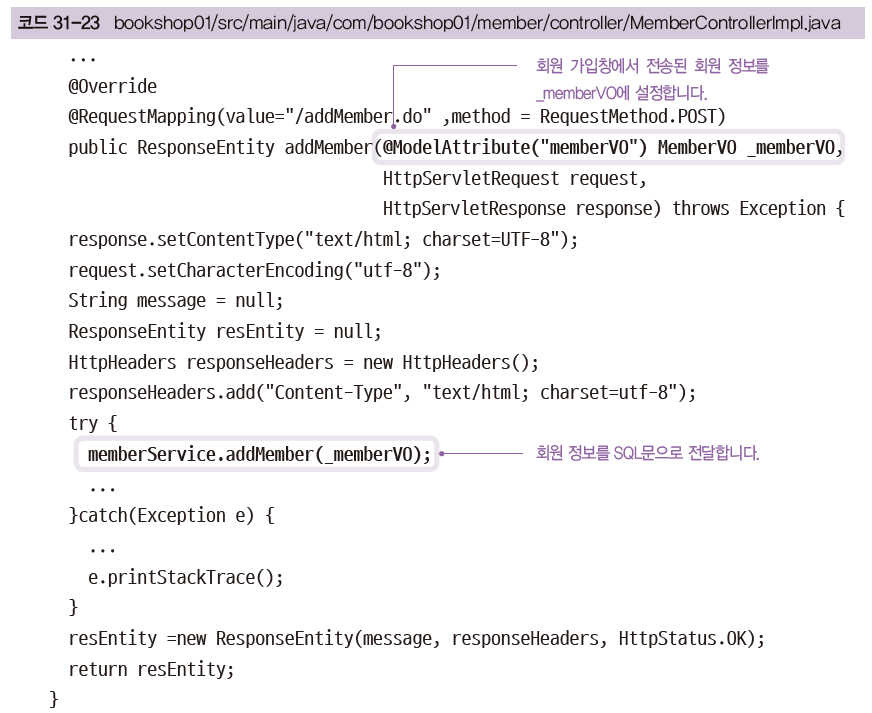 코드 31-23 bookshop01/src/main/java/com/bookshop01/member/controller/MemberControllerImpl.java
...
회원 가입창에서 전송된 회원 정보를
@Override
_memberVO에 설정합니다.
@RequestMapping(value="/addMember.do" ,method = RequestMethod.POST)
public ResponseEntity addMember(@ModelAttribute("memberVO") MemberVO _memberVO,
HttpServletRequest request,
HttpServletResponse response) throws Exception {
response.setContentType("text/html; charset=UTF-8");
request.setCharacterEncoding("utf-8");
String message = null;
ResponseEntity resEntity = null;
HttpHeaders responseHeaders = new HttpHeaders();
responseHeaders.add("Content-Type", "text/html; charset=utf-8");
try {
memberService.addMember(_memberVO);
회원 정보를 SQL문으로 전달합니다.
...
}catch(Exception e) {
...
e.printStackTrace();
}
resEntity =new ResponseEntity(message, responseHeaders, HttpStatus.OK);
return resEntity;
}